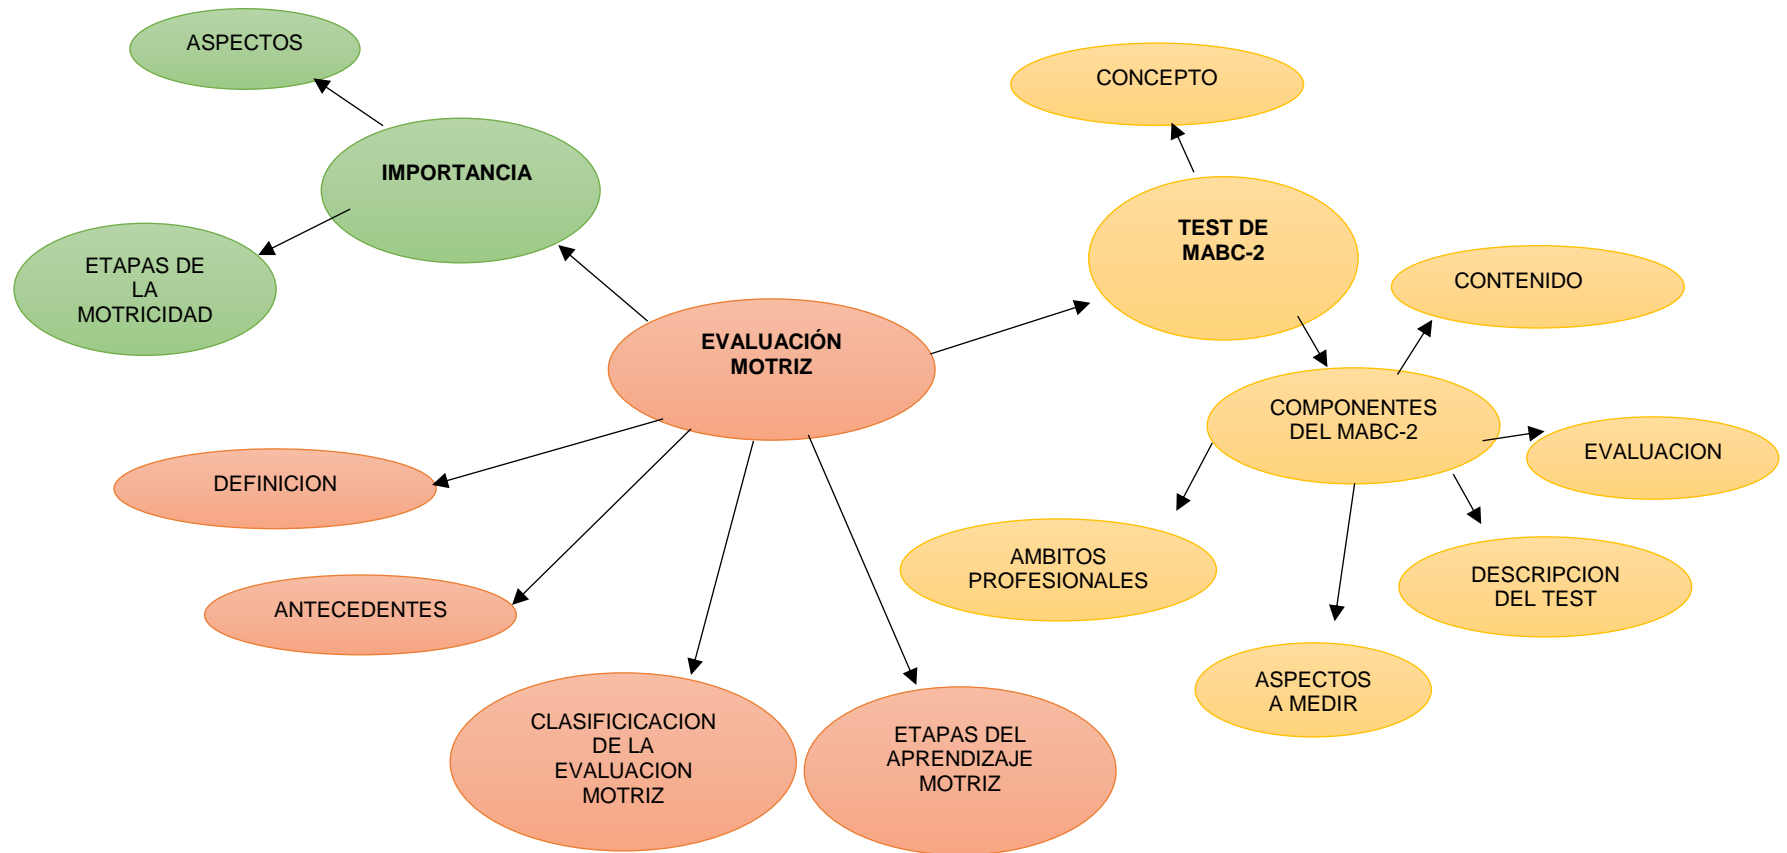 ASPECTOS
CONCEPTO
IMPORTANCIA
TEST DE
MABC-2
ETAPAS DE
LA
MOTRICIDAD
CONTENIDO
EVALUACIÓN
MOTRIZ
COMPONENTES
DEL MABC-2
EVALUACION
DEFINICION
AMBITOS
PROFESIONALES
DESCRIPCION
DEL TEST
ANTECEDENTES
ASPECTOS
A MEDIR
CLASIFICICACION
DE LA
EVALUACION
MOTRIZ
ETAPAS DEL
APRENDIZAJE
MOTRIZ